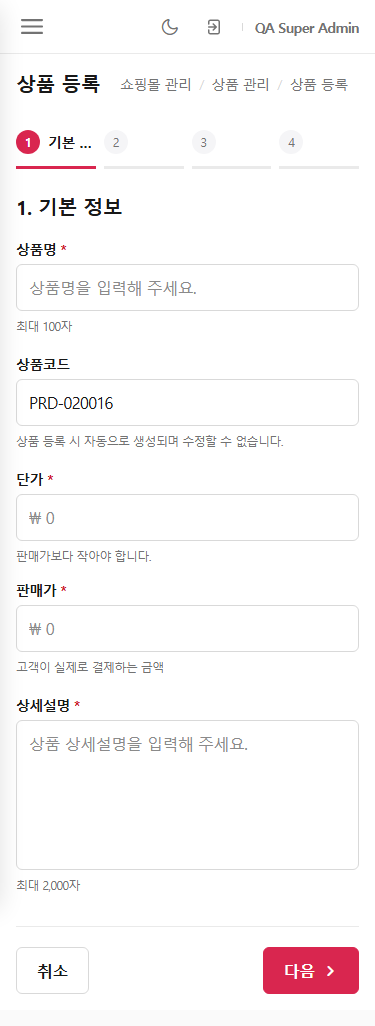 QA Super Admin
상품 등록
쇼핑몰 관리 / 상품 관리 / 상품 등록
1 기본 ... 2 3 4
1. 기본 정보
상품명 *
상품명을 입력해 주세요.
최대 100자
상품코드
PRD-020016
상품 등록 시 자동으로 생성되며 수정할 수 없습니다.
단가 *
₩ 0
판매가보다 작아야 합니다.
판매가 *
₩ 0
고객이 실제로 결제하는 금액
상세설명 *
상품 상세설명을 입력해 주세요.
최대 2,000자
취소
다음